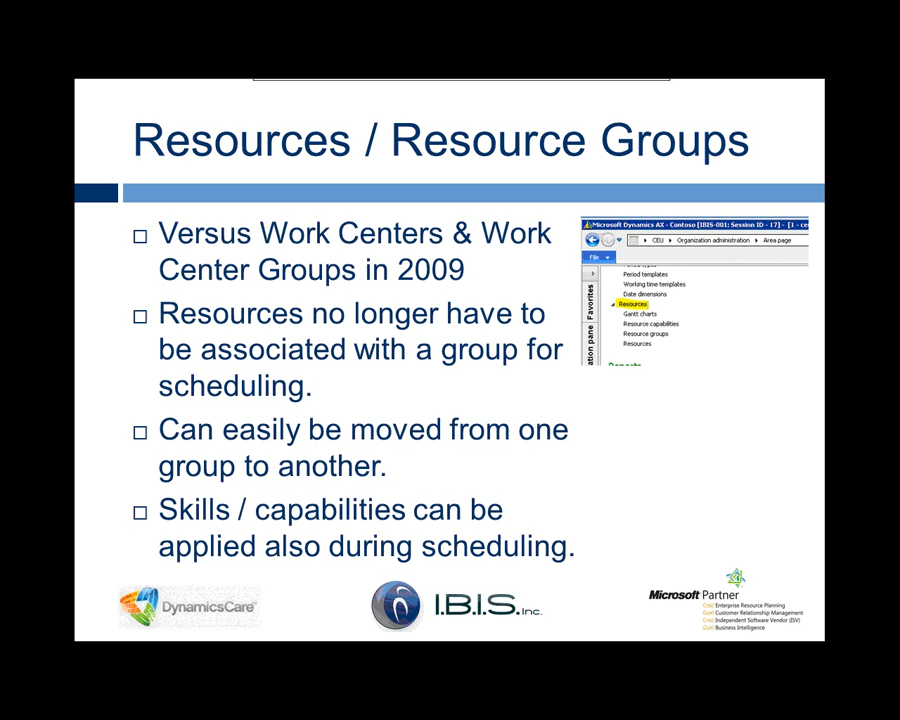 Resources / Resource Groups
Versus Work Centers & Work
Center Groups in 2009
Resources no longer have to
be associated with a group for
scheduling.
Can easily be moved from one
group to another.
Skills / capabilities can be
applied also during scheduling.
Microsoft Dynamics AX - Contoso [IBIS-001: Session ID - 17] - [1 - ce
CEU Organization administration Area page
File
Period templates
Working time templates
Date dimensions
Resources
Gantt charts
Resource capabilities
Resource groups
Resources
Favorites
ation pane
DynamicsCare
I.B.I.S. Inc.
Microsoft Partner
Gold Enterprise Resource Planning
Gold Customer Relationship Management
Gold Independent Software Vendor (ISV)
Gold Business Intelligence